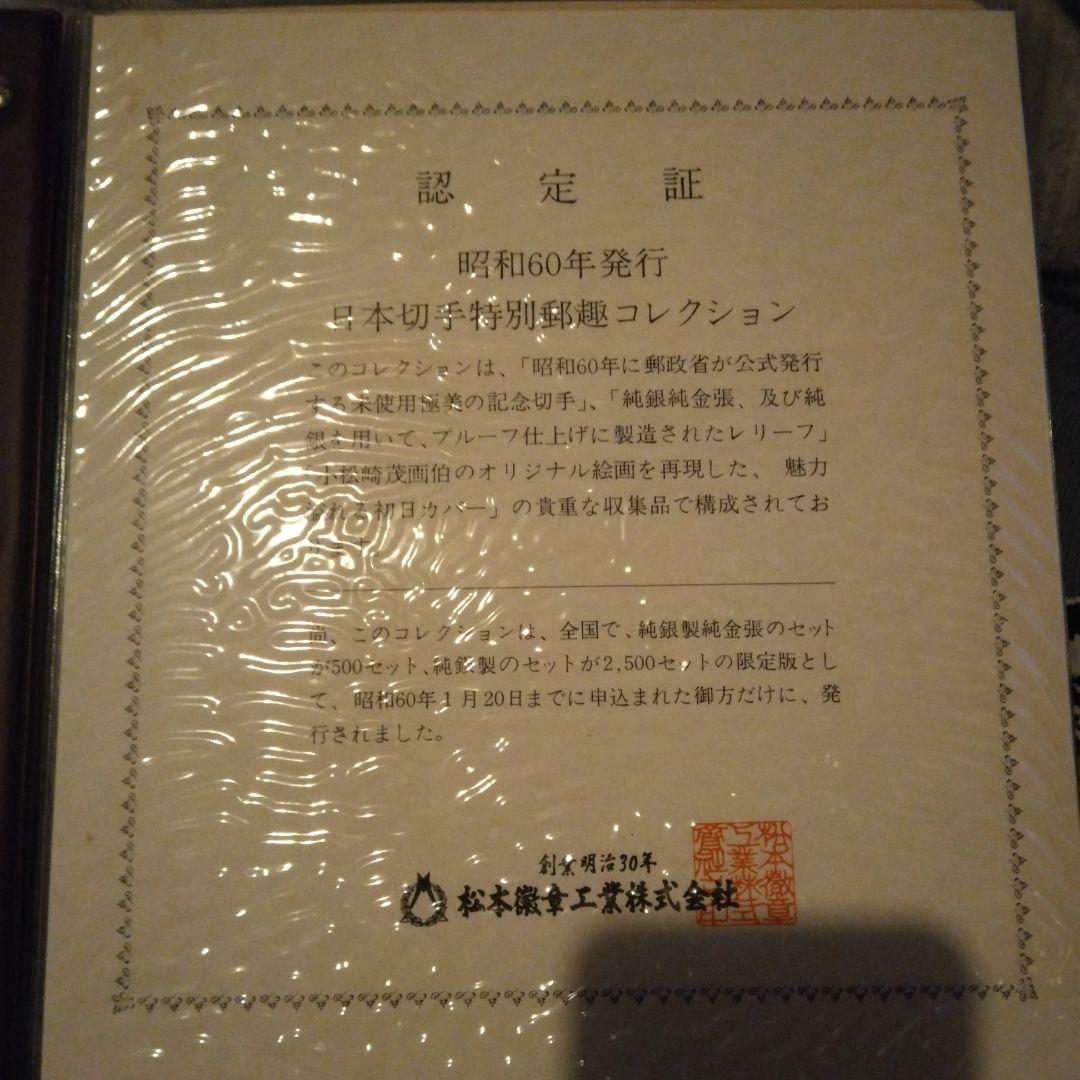 認 定 証
昭和60年発行
日本切手特別郵趣コレクション
このコレクションは、「昭和60年に郵政省が公式発行
する未使用極美の記念切手」、「純銀純金張、及び純
銀を用いて、プルーフ仕上げに製造されたレリーフ」
「小松崎茂画伯のオリジナル絵画を再現した、魅力
溢れる初日カバー」の貴重な収集品で構成されてお
ります。
尚、このコレクションは、全国で、純銀製純金張のセット
が500セット、純銀製のセットが2,500セットの限定版とし
て、昭和60年1月20日までに申込まれた御方だけに、発
行されました。
創業明治30年
松本徽章工業株式会社